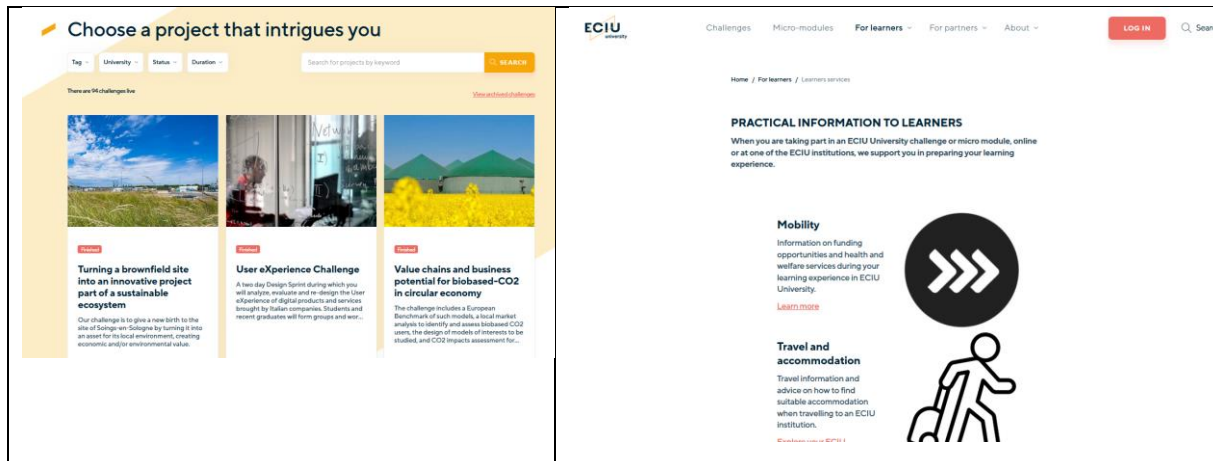 Choose a project that intrigues you
Tag University Status Duration Search for projects by keyword SEARCH
There are 94 challenges live View archived challenges
Finished
Turning a brownfield site
into an innovative project
part of a sustainable
ecosystem
Our challenge is to give a new birth to the
site of Soings-en-Sologne by turning it into
an asset for its local environment, creating
economic and/or environmental value.
Finished
User eXperience Challenge
A two day Design Sprint during which you
will analyze, evaluate and re-design the User
eXperience of digital products and services
brought by Italian companies. Students and
recent graduates will form groups and wor...
Finished
Value chains and business
potential for biobased-CO2
in circular economy
The challenge includes a European
Benchmark of such models, a local market
analysis to identify and assess biobased CO2
users, the design of models of interests to be
studied, and CO2 impacts assessment for...
ECIU
university
Challenges Micro-modules For learners For partners About LOG IN Sear
Home / For learners / Learners services
PRACTICAL INFORMATION TO LEARNERS
When you are taking part in an ECIU University challenge or micro module, online
or at one of the ECIU institutions, we support you in preparing your learning
experience.
Mobility
Information on funding
opportunities and health and
welfare services during your
learning experience in ECIU
University.
Learn more
Travel and
accommodation
Travel information and
advice on how to find
suitable accommodation
when travelling to an ECIU
institution.
Explore your ECIU